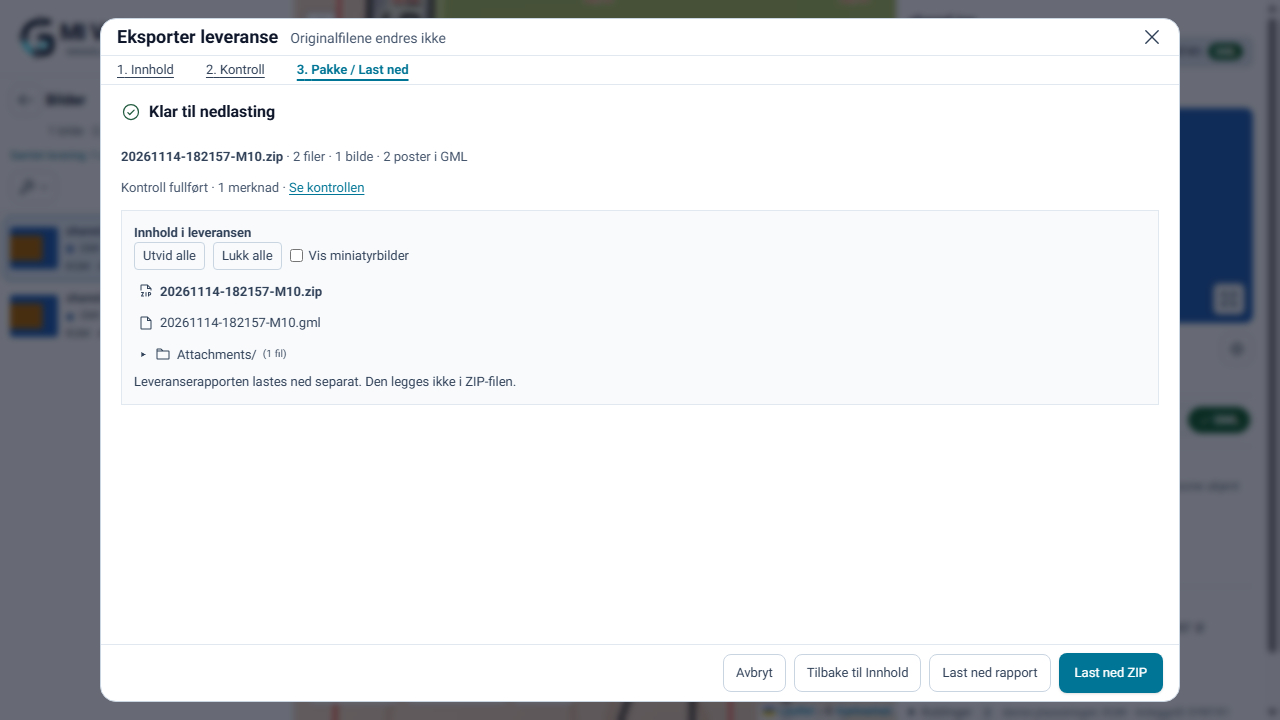 Eksporter leveranse Originalfilene endres ikke
1. Innhold 2. Kontroll 3. Pakke / Last ned
Klar til nedlasting
20261114-182157-M10.zip · 2 filer · 1 bilde · 2 poster i GML
Kontroll fullført · 1 merknad · Se kontrollen
Innhold i leveransen
Utvid alle Lukk alle Vis miniatyrbilder
20261114-182157-M10.zip
20261114-182157-M10.gml
Attachments/ (1 fil)
Leveranserapporten lastes ned separat. Den legges ikke i ZIP-filen.
Avbryt Tilbake til Innhold Last ned rapport Last ned ZIP
Bilder